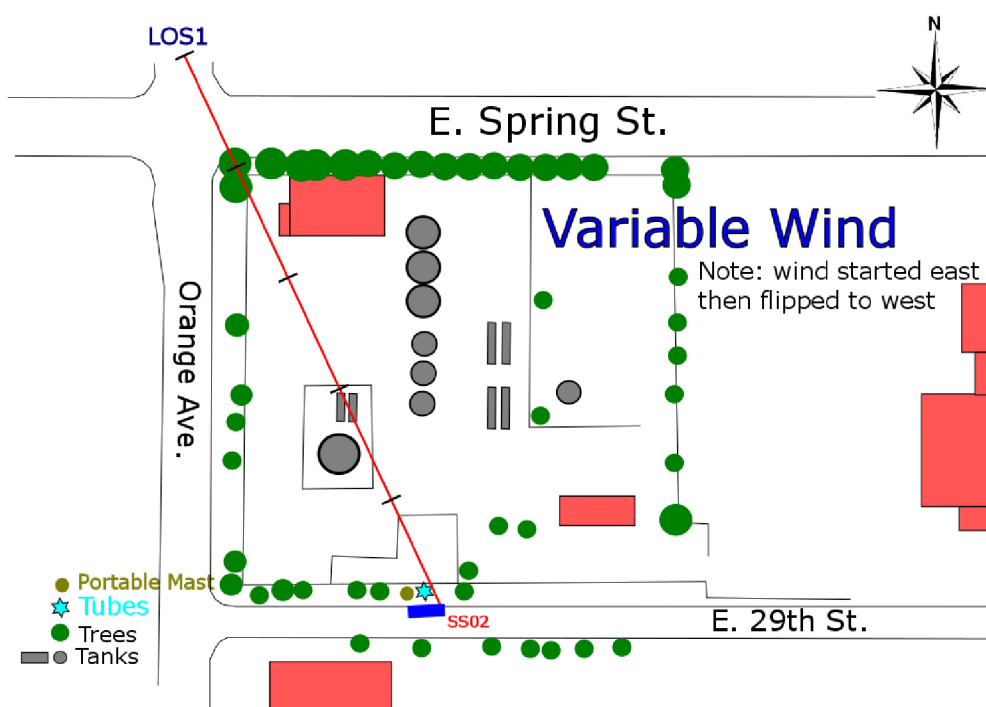 LOS1
N
E. Spring St.
Variable Wind
Note: wind started east
then flipped to west
Orange Ave.
Portable Mast
Tubes
Trees
Tanks
SS02
E. 29th St.